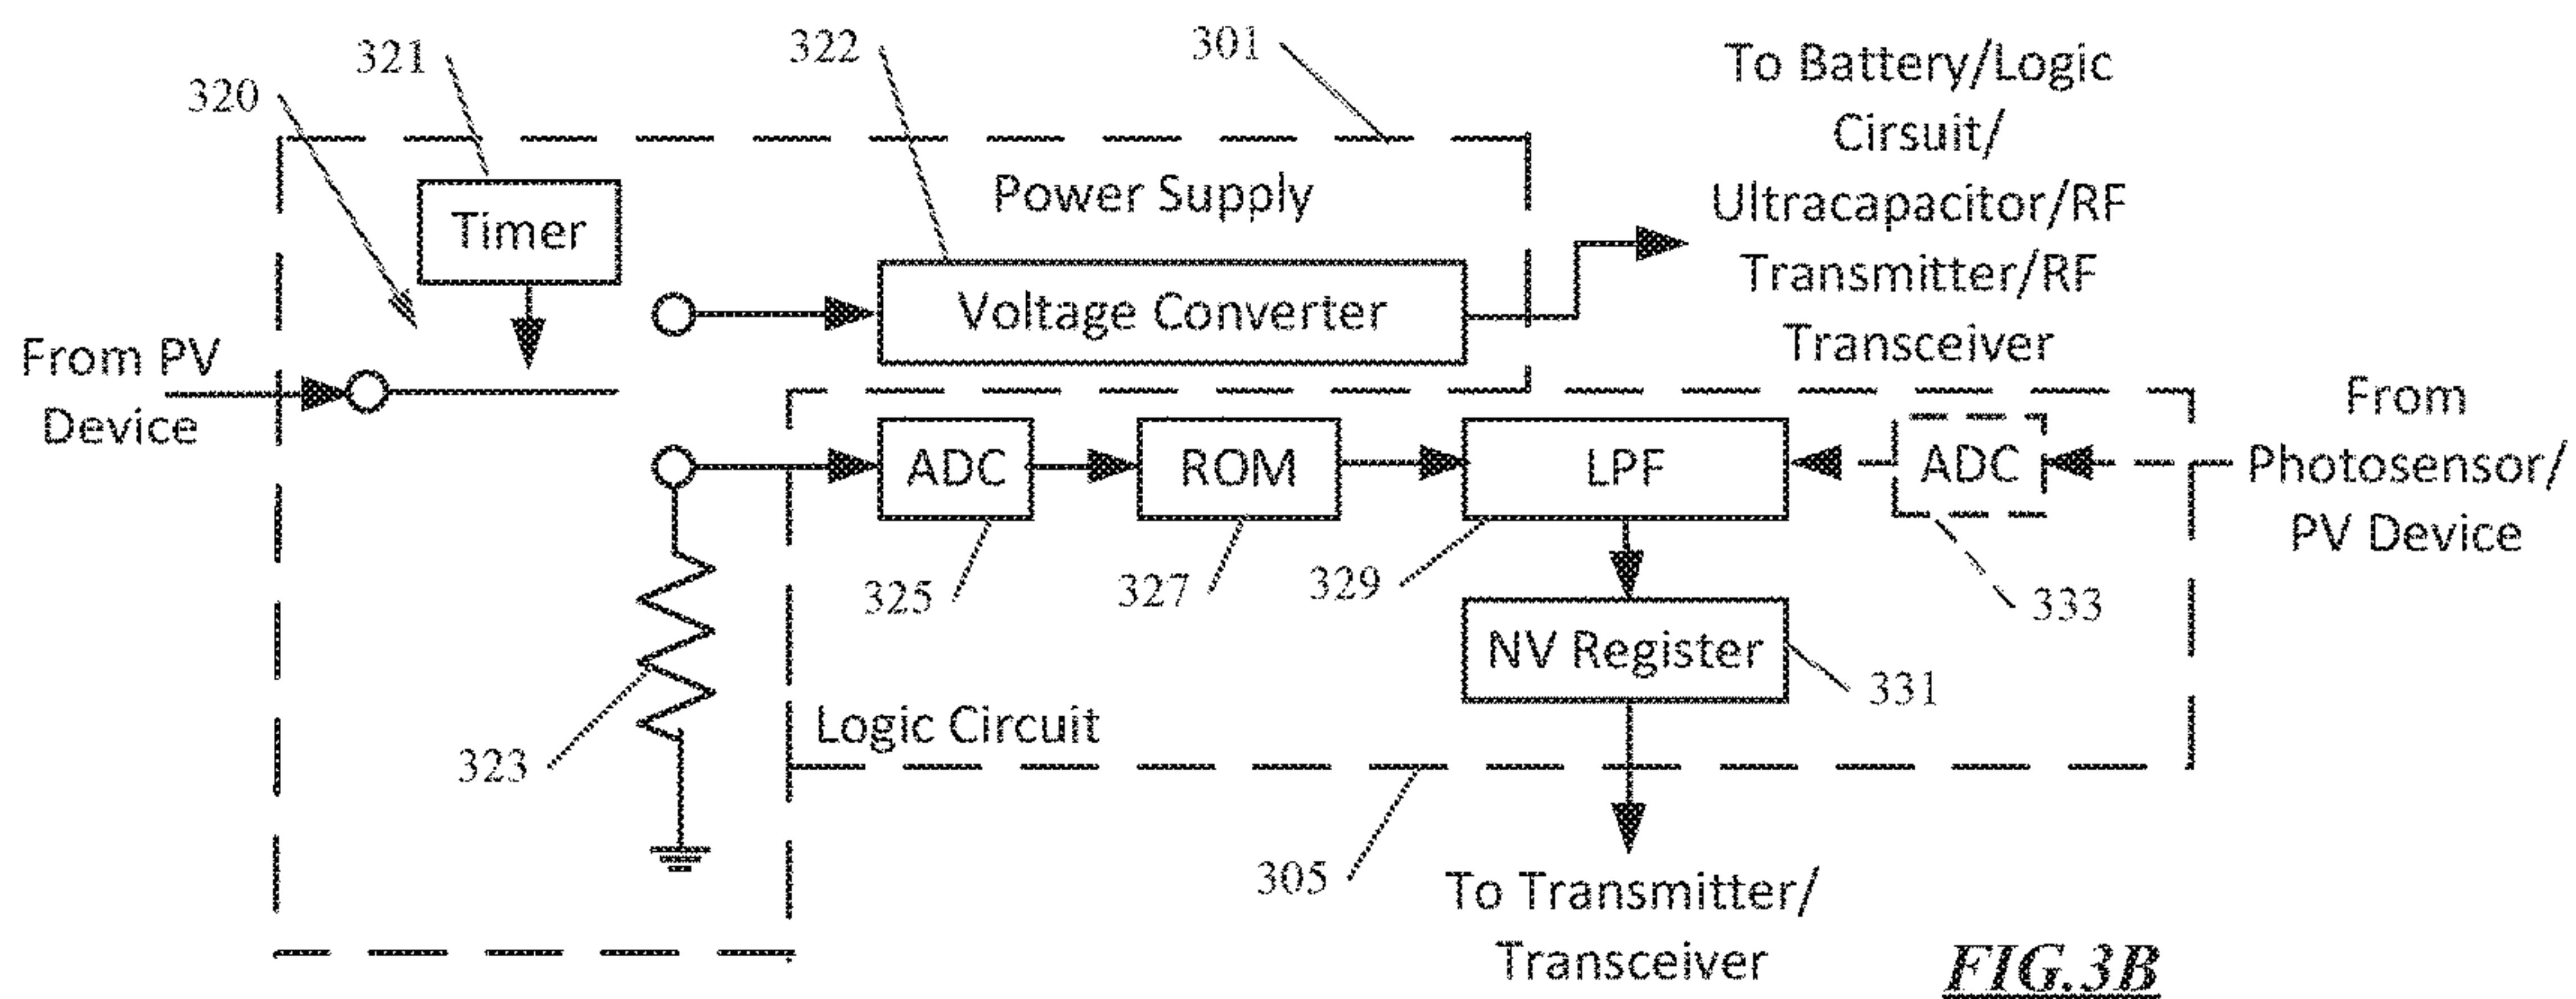 320
321
322
301
To Battery/Logic
Cirsuit/
Ultracapacitor/RF
Transmitter/RF
Transceiver
Timer
Power Supply
Voltage Converter
From PV
Device
ADC
ROM
LPF
ADC
From
Photosensor/
PV Device
325
327
329
333
NV Register
331
323
Logic Circuit
305
To Transmitter/
Transceiver
FIG.3B